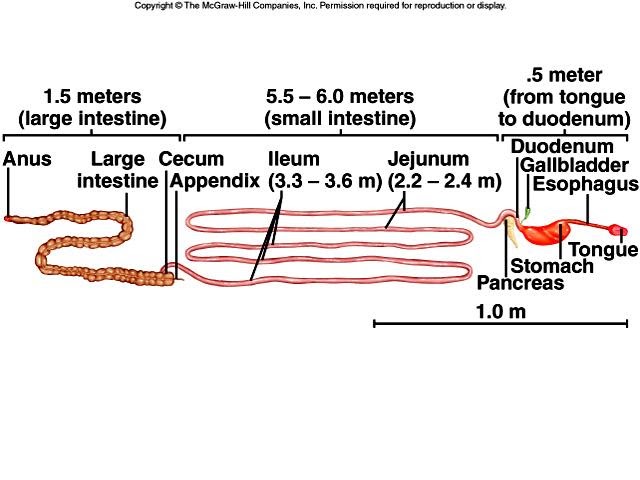 Copyright © The McGraw-Hill Companies, Inc. Permission required for reproduction or display.
1.5 meters
(large intestine)
5.5 – 6.0 meters
(small intestine)
.5 meter
(from tongue
to duodenum)
Anus
Large
intestine
Cecum
Appendix
Ileum
(3.3 – 3.6 m)
Jejunum
(2.2 – 2.4 m)
Duodenum
Gallbladder
Esophagus
Tongue
Stomach
Pancreas
1.0 m